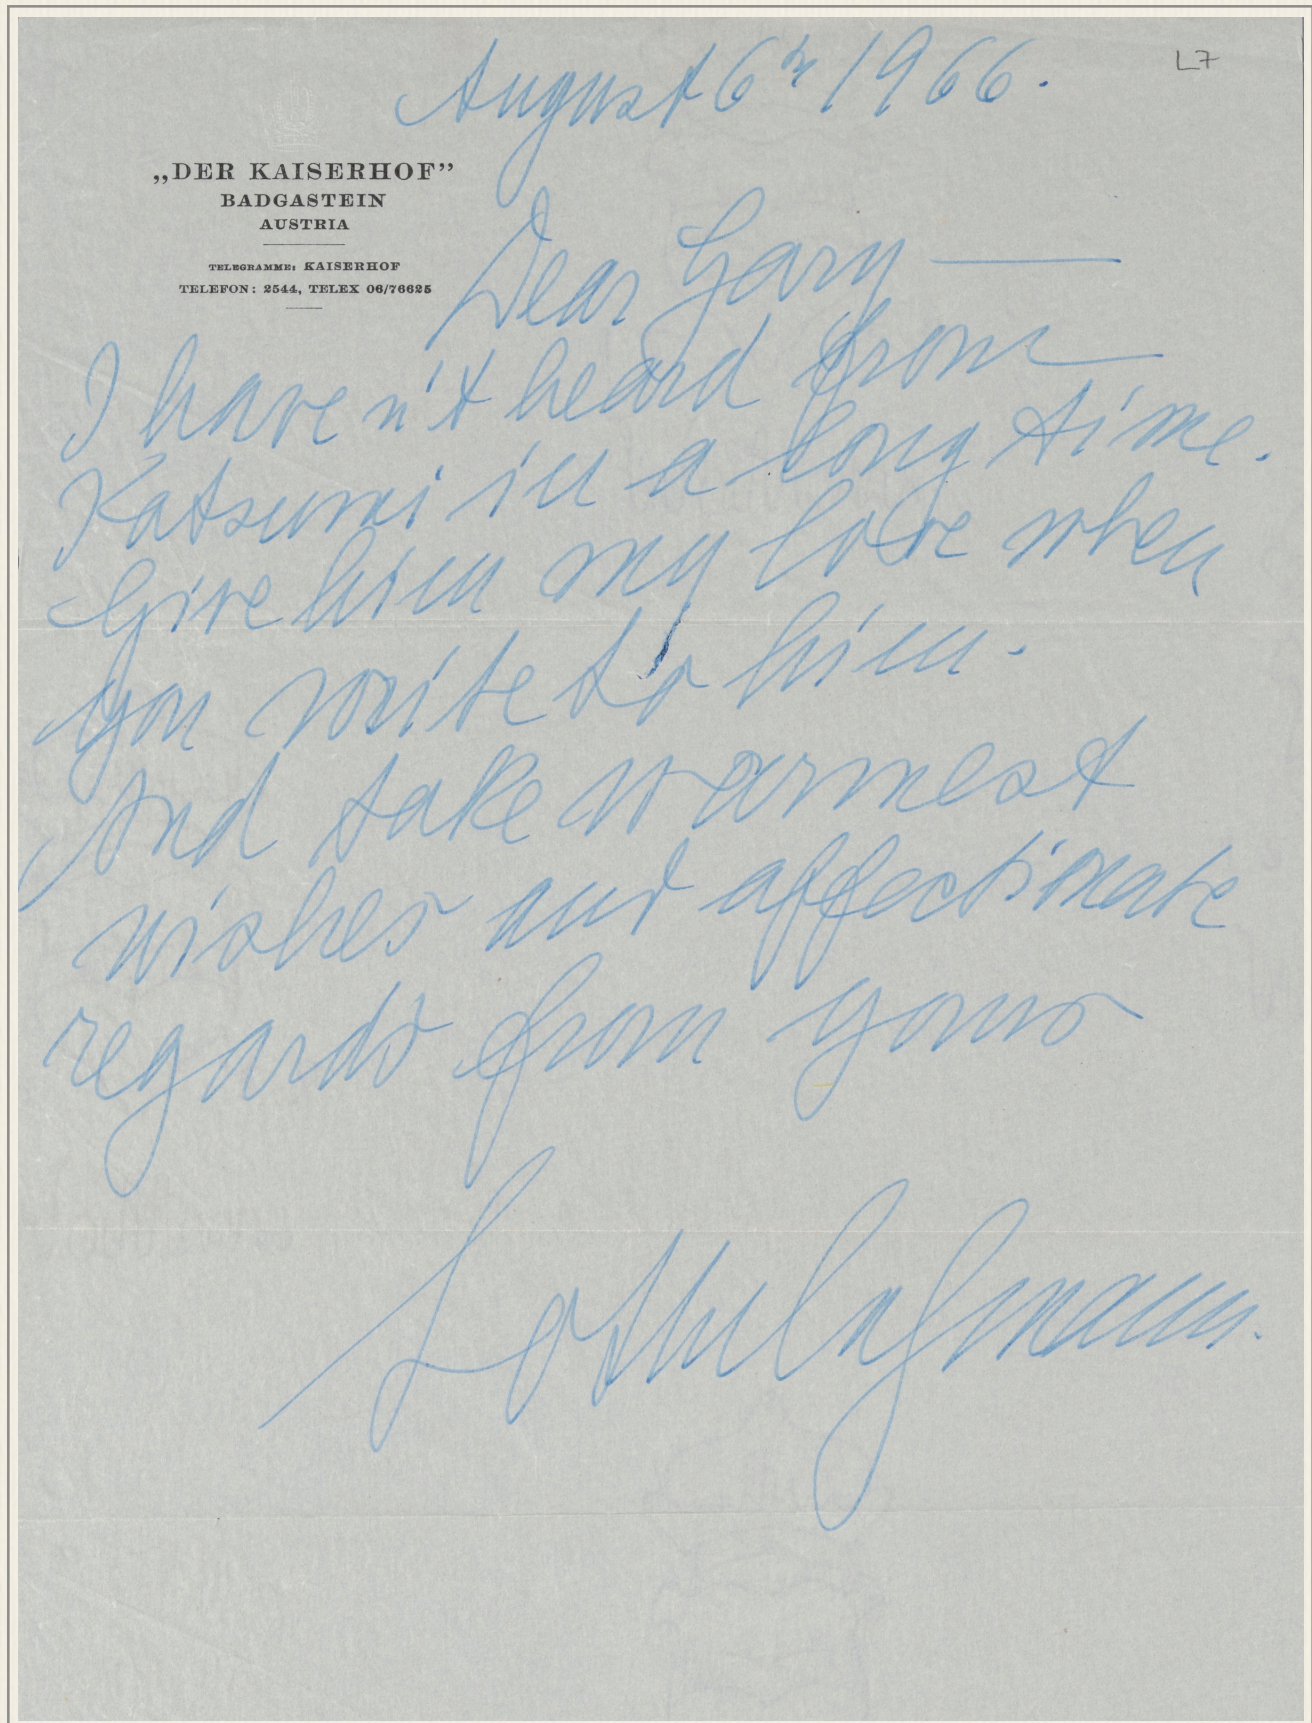 August 6th 1966.
L7
„DER KAISERHOF”
BADGASTEIN
AUSTRIA
TELEGRAMME: KAISERHOF
TELEFON: 2544, TELEX 06/76625
Dear Gary —
I haven't heard from
Katsumi in a long time.
Give him my love when
you write to him.
And take warmest
wishes and affectionate
regards from yours
Lotte Lehmann.